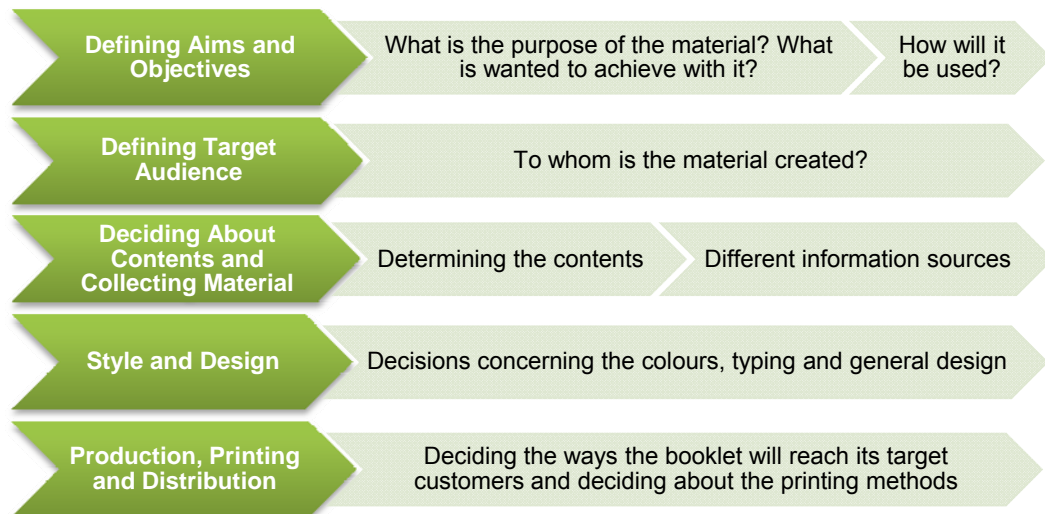 Defining Aims and
Objectives
What is the purpose of the material? What
is wanted to achieve with it?
How will it
be used?
Defining Target
Audience
To whom is the material created?
Deciding About
Contents and
Collecting Material
Determining the contents
Different information sources
Style and Design
Decisions concerning the colours, typing and general design
Production, Printing
and Distribution
Deciding the ways the booklet will reach its target
customers and deciding about the printing methods